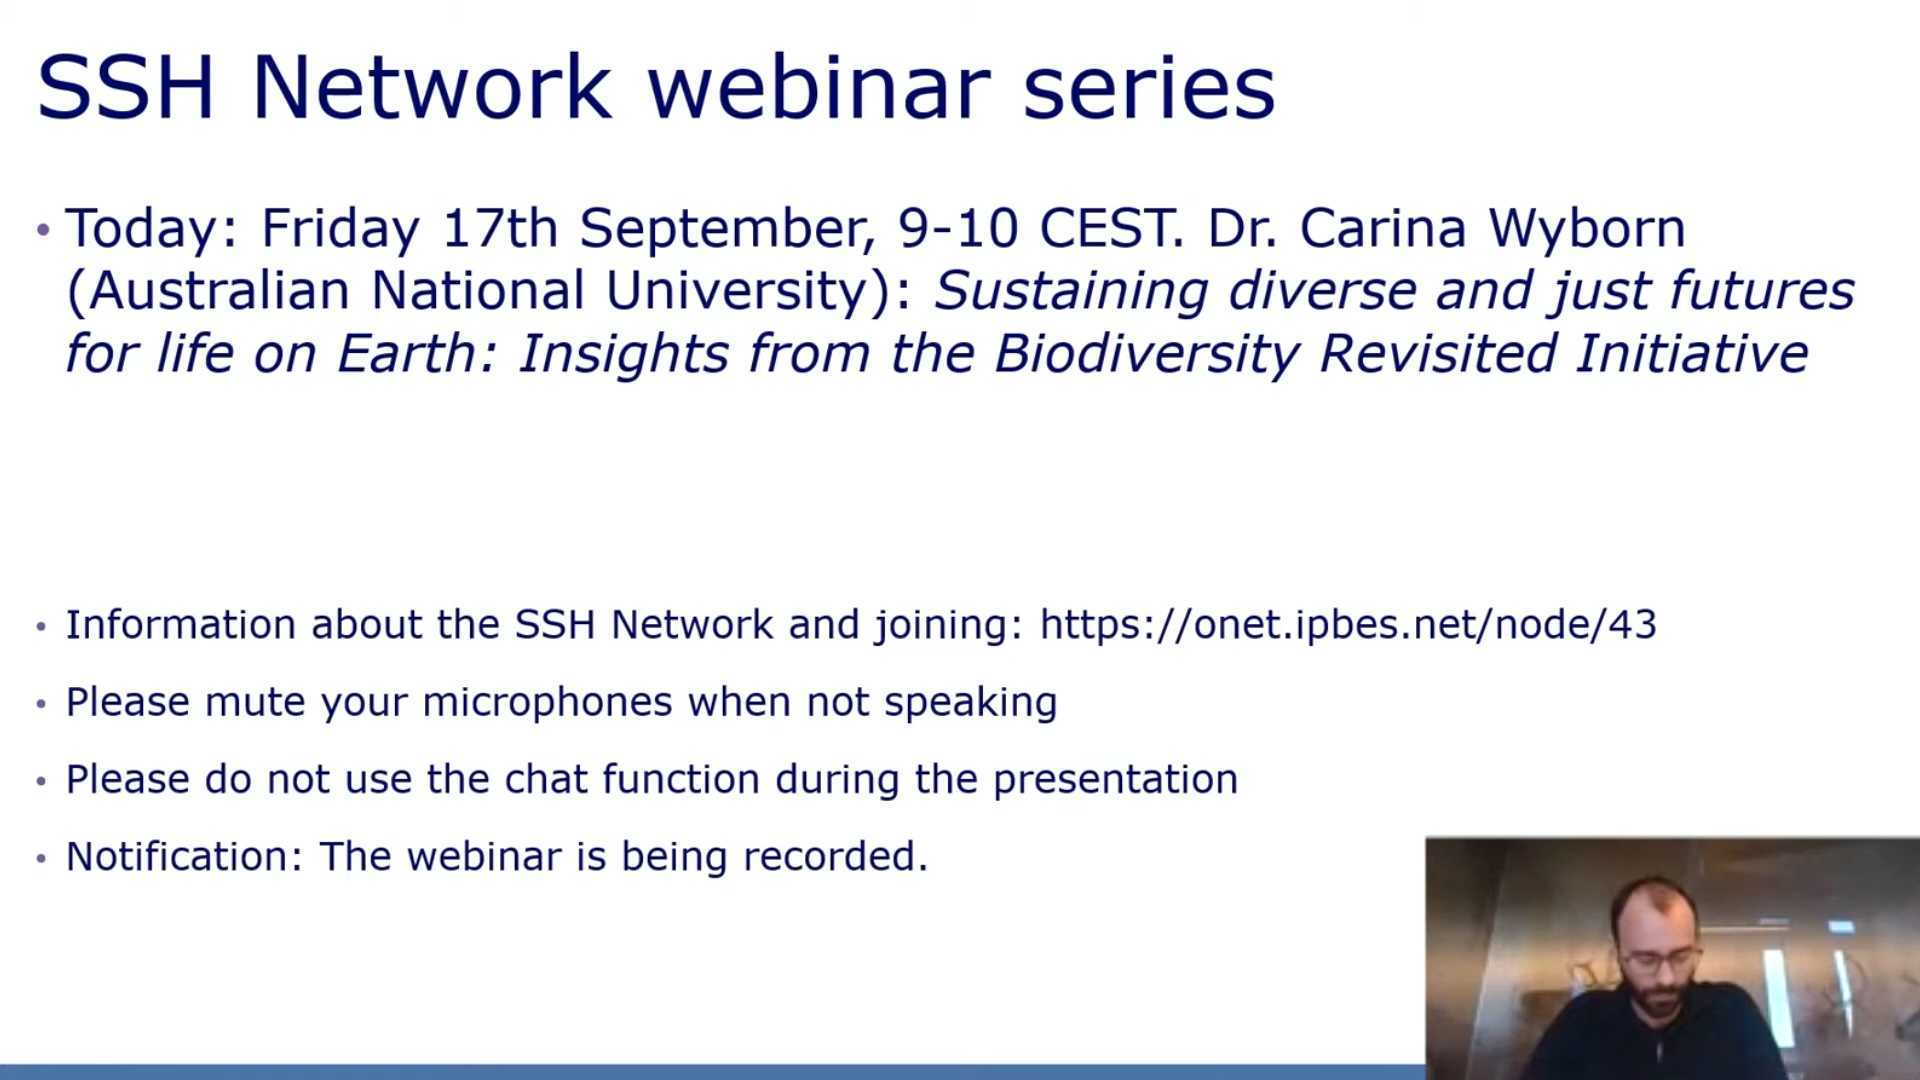 SSH Network webinar series
• Today: Friday 17th September, 9-10 CEST. Dr. Carina Wyborn
(Australian National University): Sustaining diverse and just futures
for life on Earth: Insights from the Biodiversity Revisited Initiative
• Information about the SSH Network and joining: https://onet.ipbes.net/node/43
• Please mute your microphones when not speaking
• Please do not use the chat function during the presentation
• Notification: The webinar is being recorded.